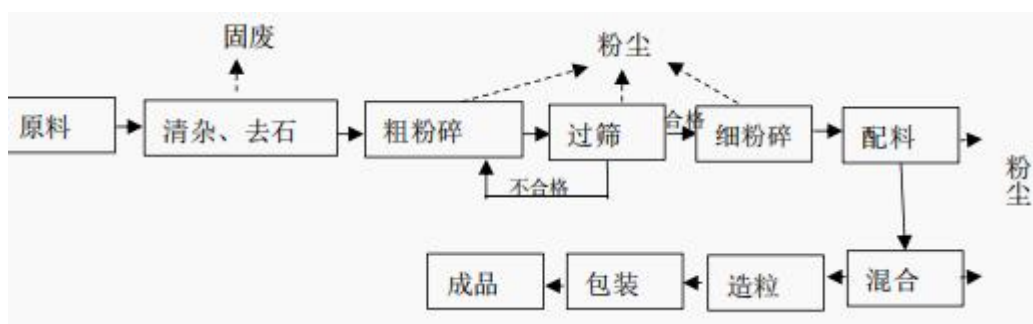 固废
粉尘
原料
清杂、去石
粗粉碎
过筛
合格
细粉碎
配料
粉尘
不合格
成品
包装
造粒
混合